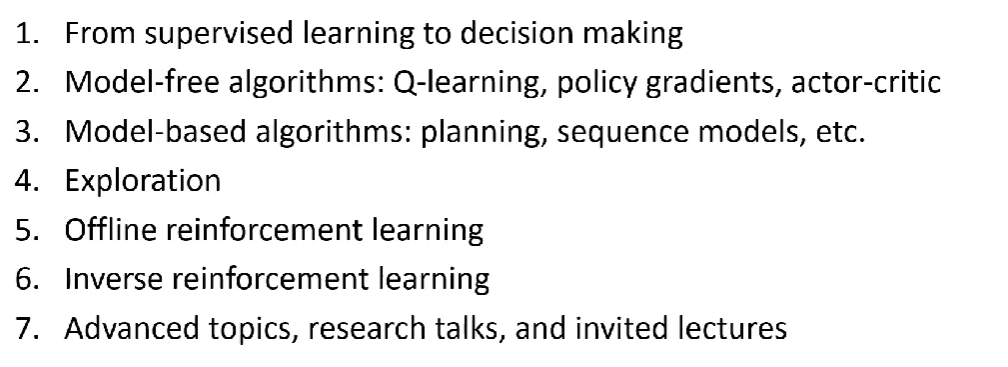 1. From supervised learning to decision making
2. Model-free algorithms: Q-learning, policy gradients, actor-critic
3. Model-based algorithms: planning, sequence models, etc.
4. Exploration
5. Offline reinforcement learning
6. Inverse reinforcement learning
7. Advanced topics, research talks, and invited lectures